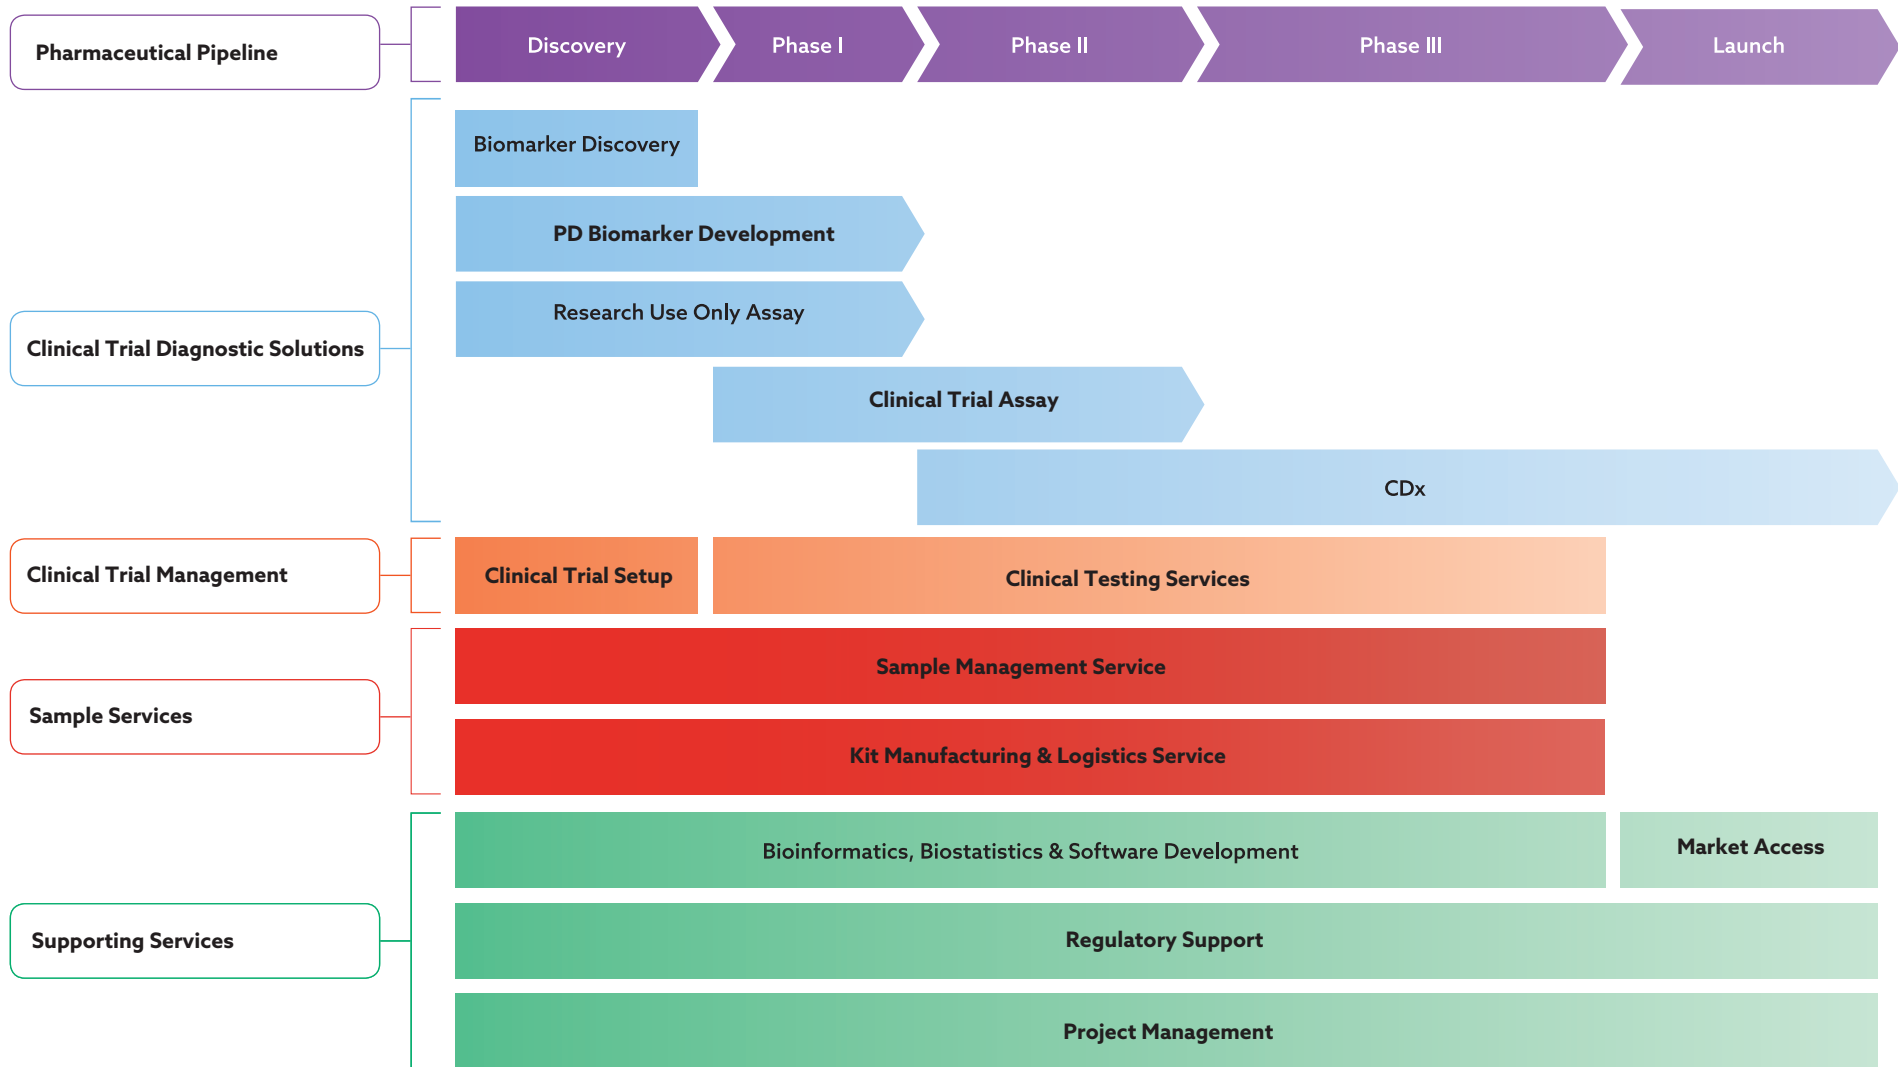 Pharmaceutical Pipeline
Discovery
Phase I
Phase II
Phase III
Launch
Clinical Trial Diagnostic Solutions
Biomarker Discovery
PD Biomarker Development
Research Use Only Assay
Clinical Trial Assay
CDx
Clinical Trial Management
Clinical Trial Setup
Clinical Testing Services
Sample Services
Sample Management Service
Kit Manufacturing & Logistics Service
Supporting Services
Bioinformatics, Biostatistics & Software Development
Market Access
Regulatory Support
Project Management